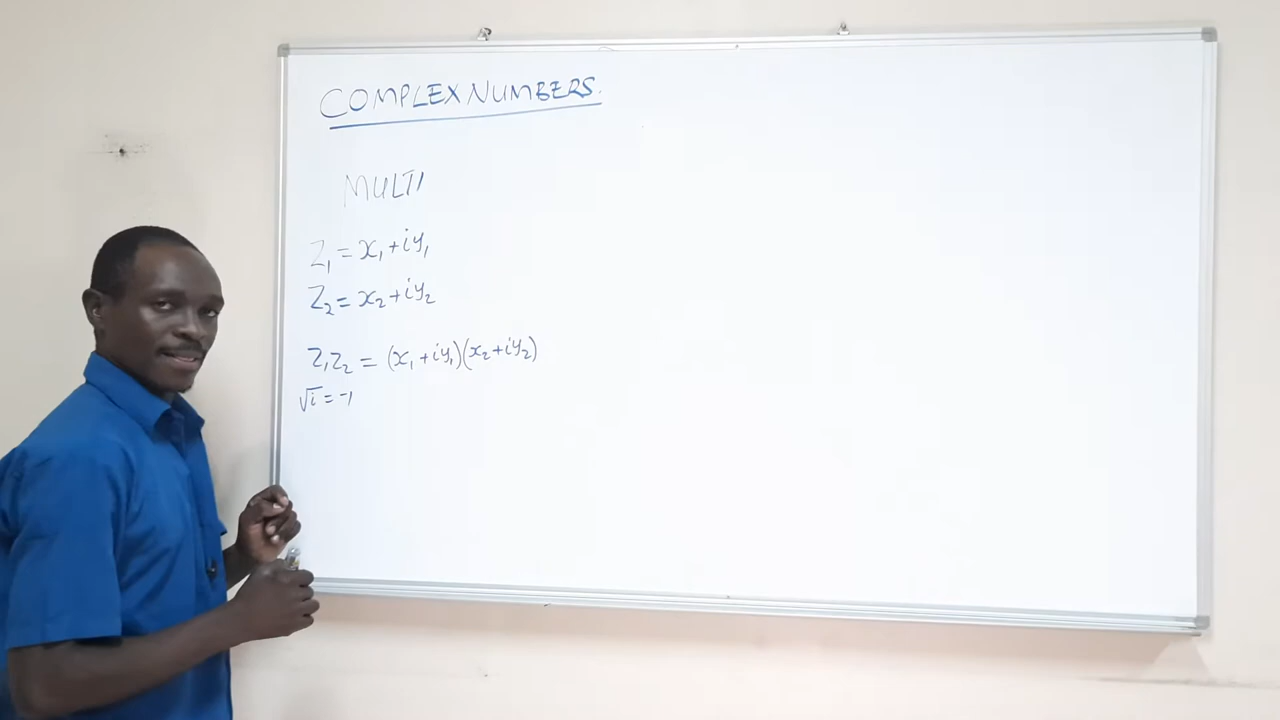 COMPLEX NUMBERS.
MULTI
Z₁ = x₁ + iy₁
Z₂ = x₂ + iy₂
Z₁Z₂ = (x₁ + iy₁)(x₂ + iy₂)
√i = -1